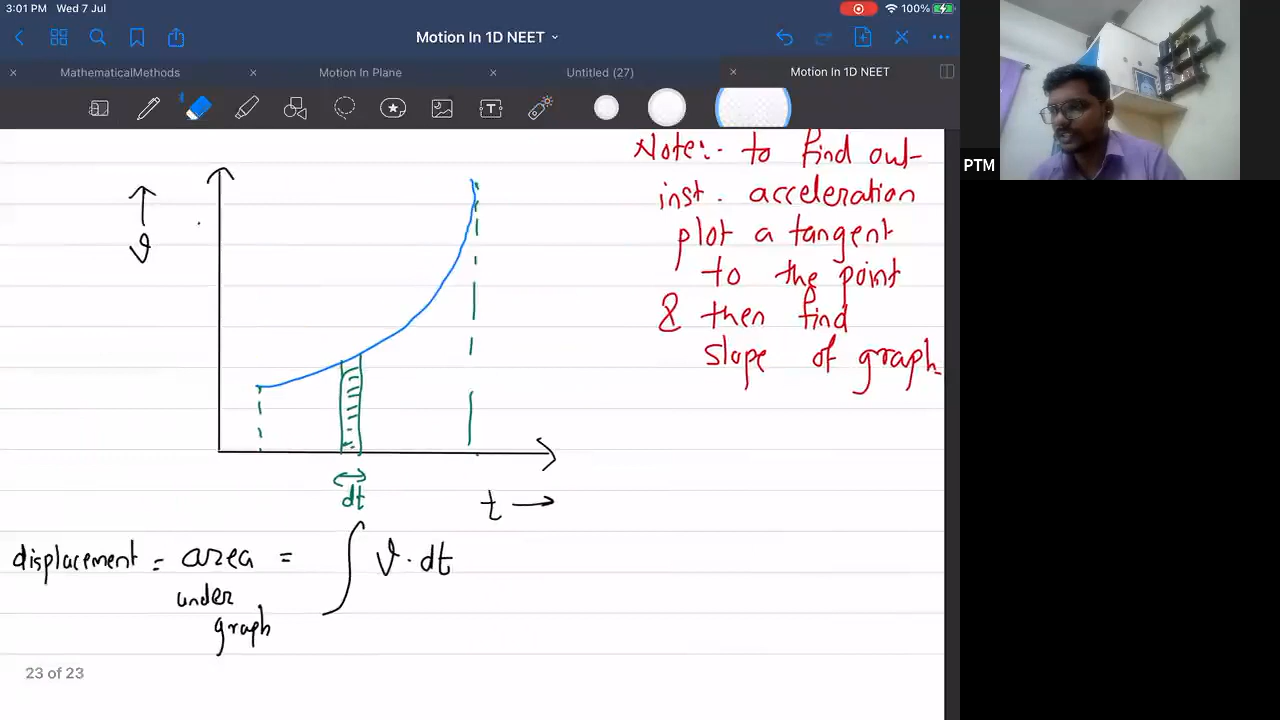 3:01 PM Wed 7 Jul
100%
Motion In 1D NEET
MathematicalMethods
Motion In Plane
Untitled (27)
Motion In 1D NEET
PTM
Note:- to find out
inst. acceleration
plot a tangent
to the point
& then find
slope of graph.
v
dt
t
displacement = area = ∫ v. dt
under
graph
23 of 23